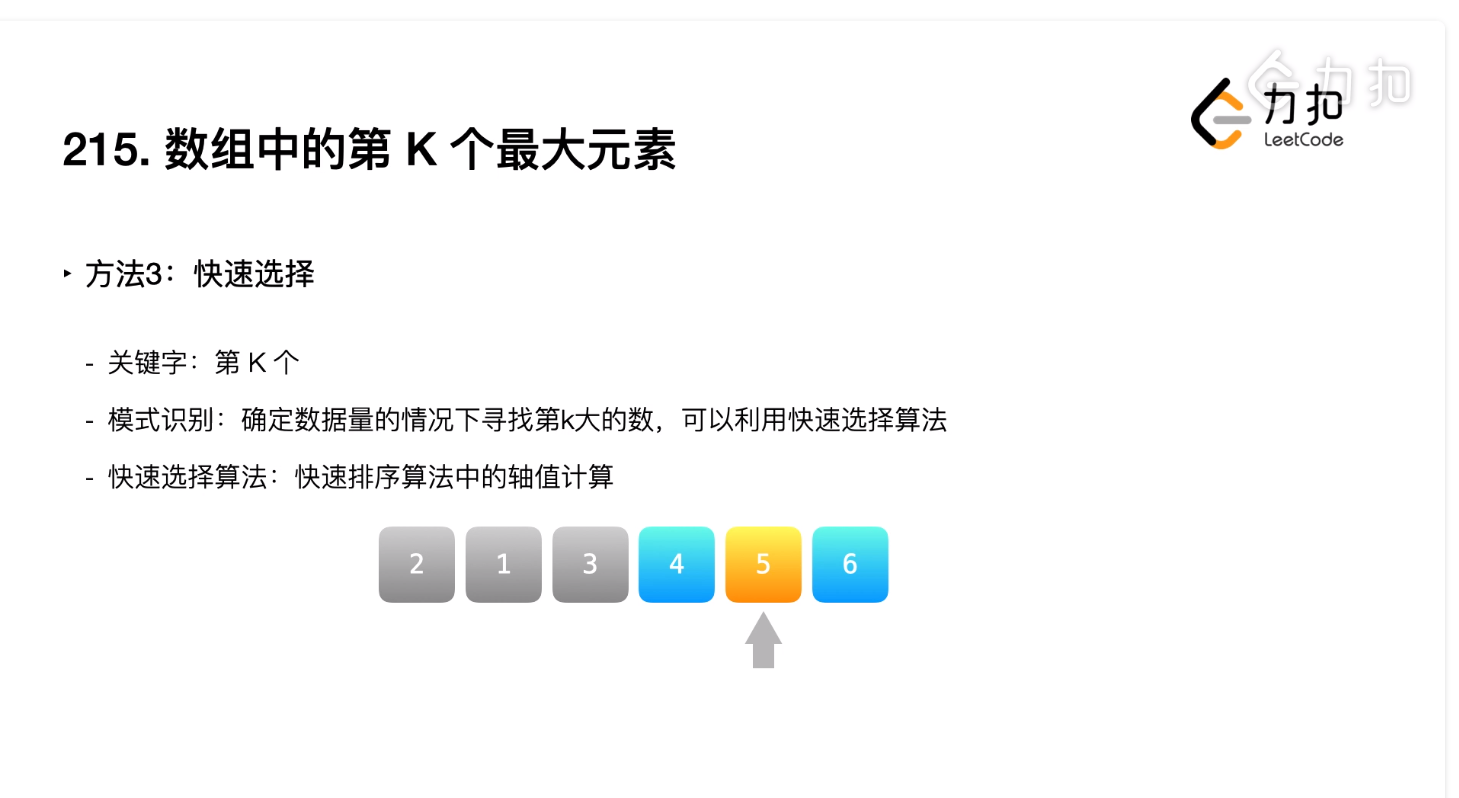 力扣
力扣
LeetCode
215. 数组中的第 K 个最大元素
‣ 方法3：快速选择
- 关键字：第 K 个
- 模式识别：确定数据量的情况下寻找第k大的数，可以利用快速选择算法
- 快速选择算法：快速排序算法中的轴值计算
2 1 3 4 5 6